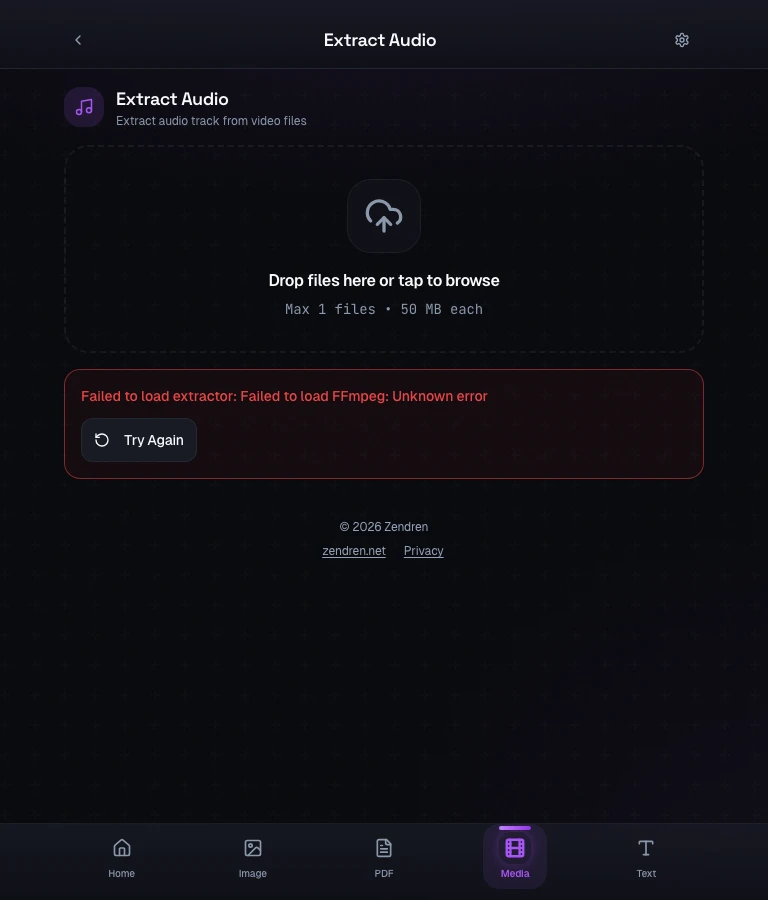 Extract Audio
Extract Audio
Extract audio track from video files
Drop files here or tap to browse
Max 1 files • 50 MB each
Failed to load extractor: Failed to load FFmpeg: Unknown error
Try Again
© 2026 Zendren
zendren.net Privacy
Home Image PDF Media Text